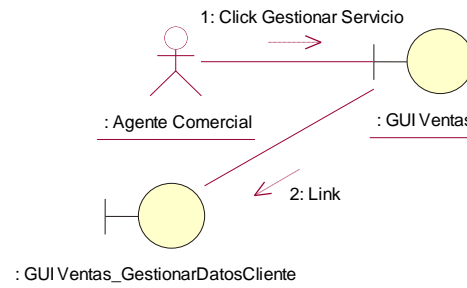 1: Click Gestionar Servicio
: Agente Comercial
: GUI Ventas
2: Link
: GUI Ventas_GestionarDatosCliente